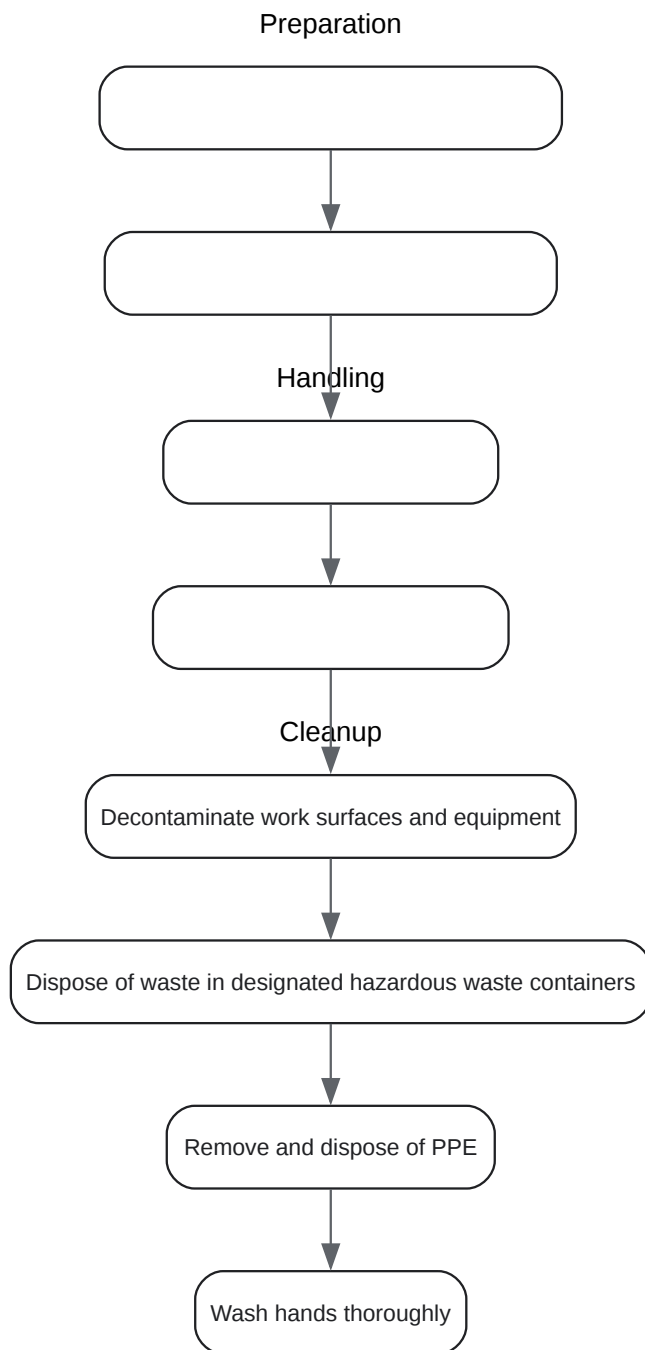 Preparation
Handling
Cleanup
Decontaminate work surfaces and equipment
Dispose of waste in designated hazardous waste containers
Remove and dispose of PPE
Wash hands thoroughly